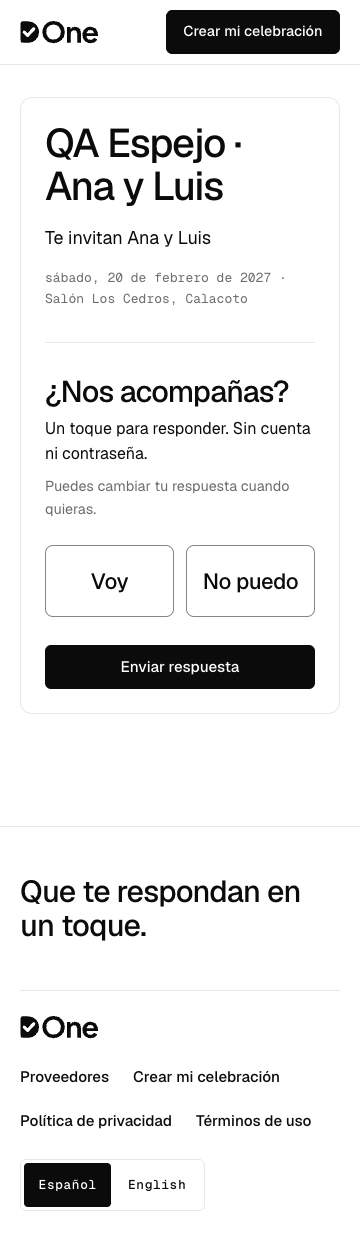 DOne
Crear mi celebración
QA Espejo ·
Ana y Luis
Te invitan Ana y Luis
sábado, 20 de febrero de 2027 ·
Salón Los Cedros, Calacoto
¿Nos acompañas?
Un toque para responder. Sin cuenta
ni contraseña.
Puedes cambiar tu respuesta cuando
quieras.
Voy
No puedo
Enviar respuesta
Que te respondan en
un toque.
DOne
Proveedores
Crear mi celebración
Política de privacidad
Términos de uso
Español
English